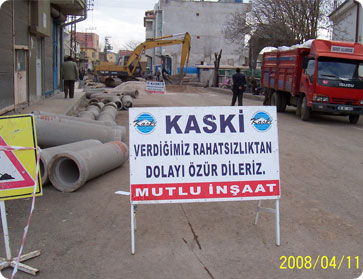 KASKİ
VERDİĞİMİZ RAHATSIZLIKTAN
DOLAYI ÖZÜR DİLERİZ.
MUTLU İNŞAAT
Kaski
Kaski
2008/04/11